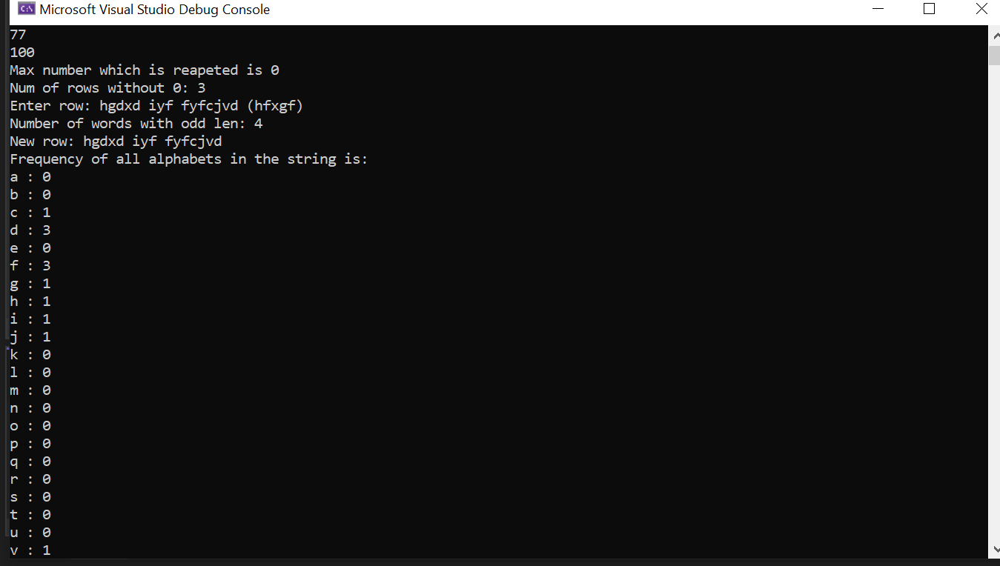 Microsoft Visual Studio Debug Console
77
100
Max number which is reapeted is 0
Num of rows without 0: 3
Enter row: hgdxd iyf fyfcjvd (hfxgf)
Number of words with odd len: 4
New row: hgdxd iyf fyfcjvd
Frequency of all alphabets in the string is:
a : 0
b : 0
c : 1
d : 3
e : 0
f : 3
g : 1
h : 1
i : 1
j : 1
k : 0
l : 0
m : 0
n : 0
o : 0
p : 0
q : 0
r : 0
s : 0
t : 0
u : 0
v : 1